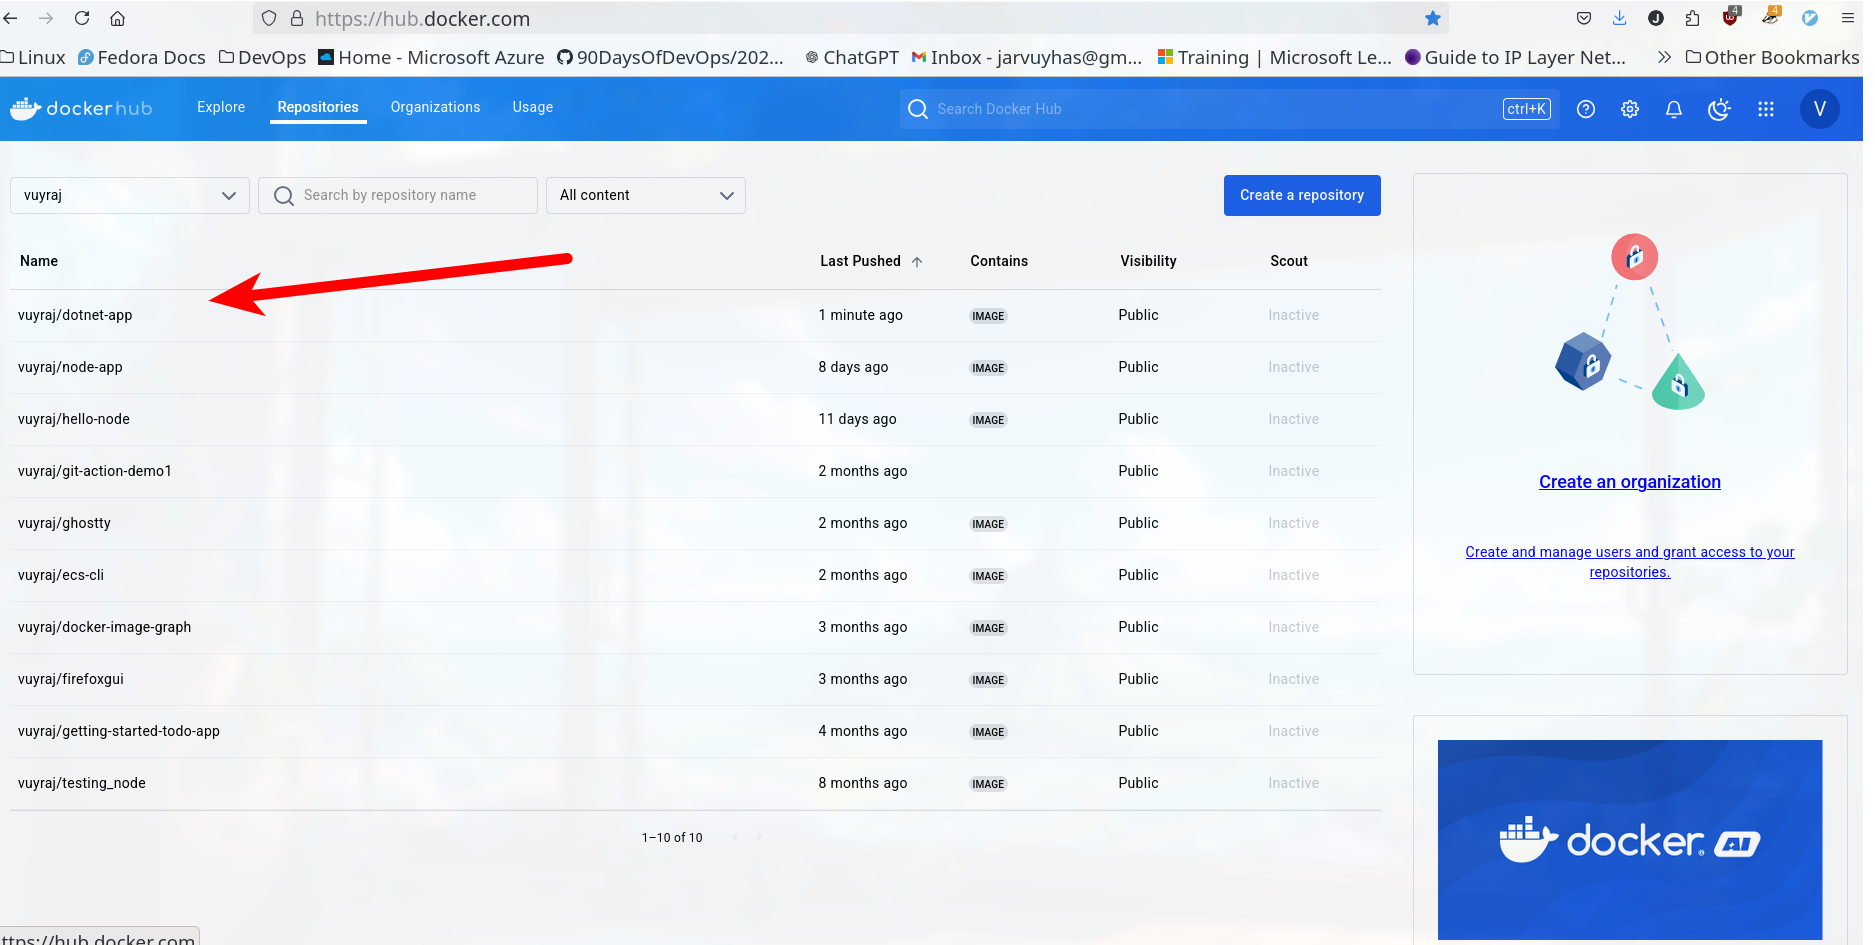 https://hub.docker.com
4
4
Linux Fedora Docs DevOps Home - Microsoft Azure 90DaysOfDevOps/202... ChatGPT Inbox - jarvuyhas@gm... Training | Microsoft Le... Guide to IP Layer Net... Other Bookmarks
dockerhub Explore Repositories Organizations Usage Search Docker Hub ctrl+K V
vuyraj Search by repository name All content Create a repository
Name Last Pushed Contains Visibility Scout
vuyraj/dotnet-app 1 minute ago IMAGE Public Inactive
vuyraj/node-app 8 days ago IMAGE Public Inactive
vuyraj/hello-node 11 days ago IMAGE Public Inactive
vuyraj/git-action-demo1 2 months ago Public Inactive
vuyraj/ghostty 2 months ago IMAGE Public Inactive
vuyraj/ecs-cli 2 months ago IMAGE Public Inactive
vuyraj/docker-image-graph 3 months ago IMAGE Public Inactive
vuyraj/firefoxgui 3 months ago IMAGE Public Inactive
vuyraj/getting-started-todo-app 4 months ago IMAGE Public Inactive
vuyraj/testing_node 8 months ago IMAGE Public Inactive
1–10 of 10
Create an organization
Create and manage users and grant access to your
repositories.
docker AI
ttps://hub.docker.com